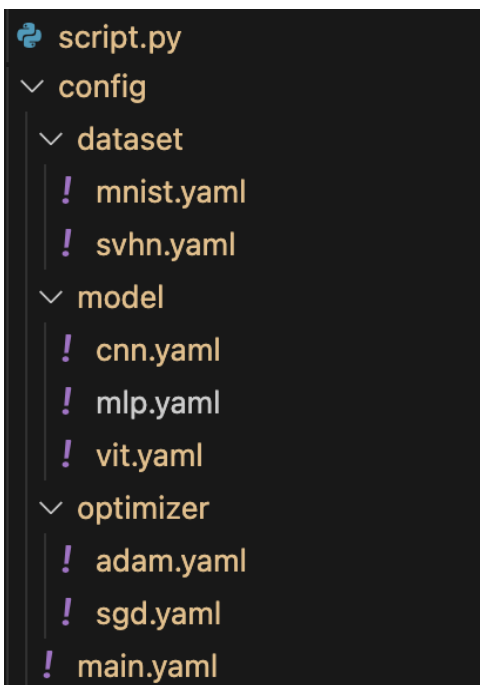 script.py
config
dataset
! mnist.yaml
! svhn.yaml
model
! cnn.yaml
! mlp.yaml
! vit.yaml
optimizer
! adam.yaml
! sgd.yaml
! main.yaml